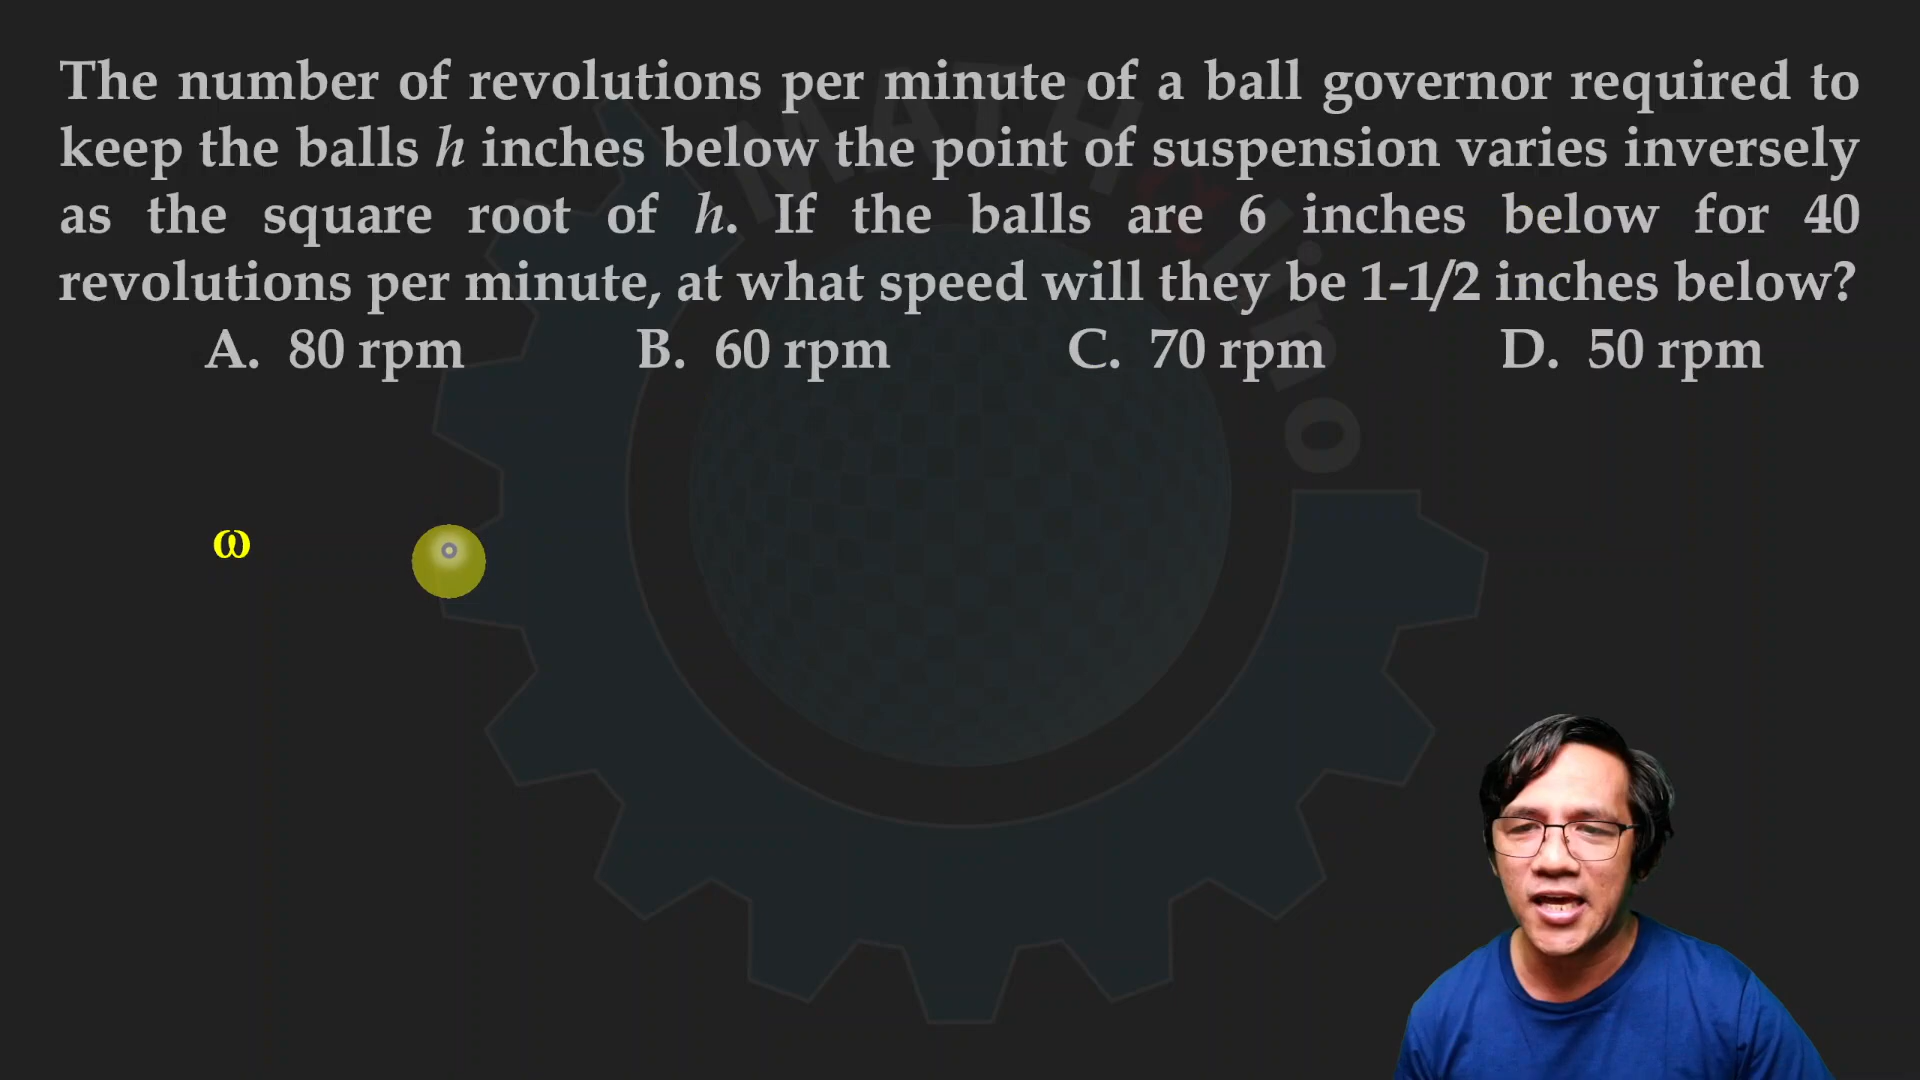 The number of revolutions per minute of a ball governor required to
keep the balls h inches below the point of suspension varies inversely
as the square root of h. If the balls are 6 inches below for 40
revolutions per minute, at what speed will they be 1-1/2 inches below?
A. 80 rpm B. 60 rpm C. 70 rpm D. 50 rpm
MATHalino
ω